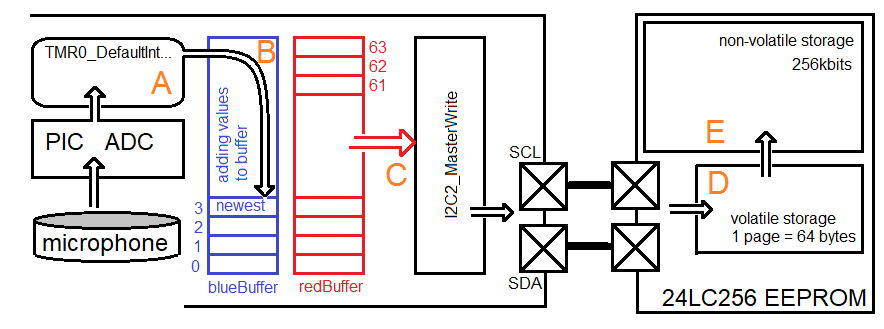 TMR0_DefaultInt...
A
PIC ADC
microphone
B
adding values
to buffer
newest
3
2
1
0
blueBuffer
63
62
61
redBuffer
C
I2C2_MasterWrite
SCL
SDA
non-volatile storage
256kbits
E
D
volatile storage
1 page = 64 bytes
24LC256 EEPROM